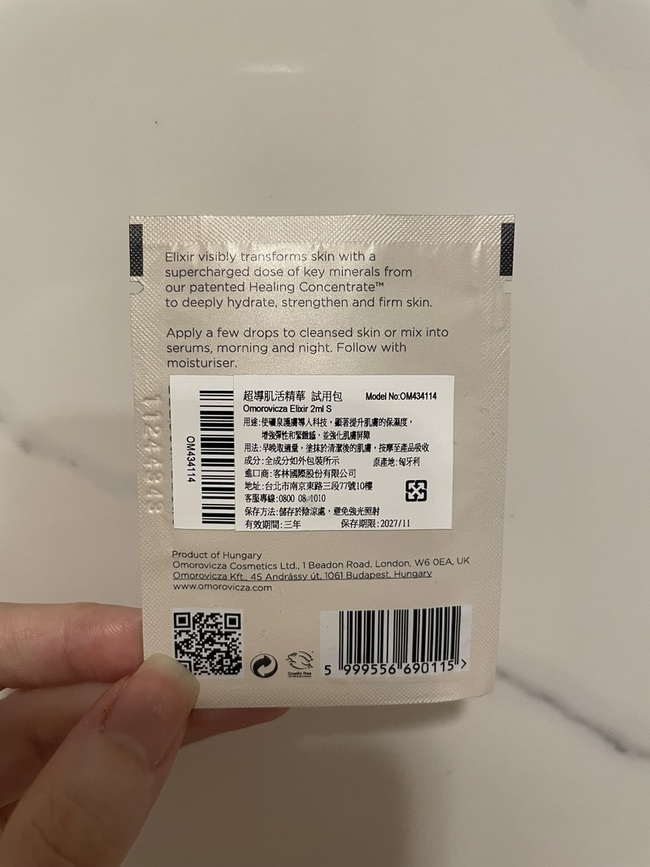 Elixir visibly transforms skin with a
supercharged dose of key minerals from
our patented Healing Concentrate™
to deeply hydrate, strengthen and firm skin.
Apply a few drops to cleansed skin or mix into
serums, morning and night. Follow with
moisturiser.
超導肌活精華 試用包 Model No:OM434114
Omorovicza Elixir 2ml S
用途:使礦泉護膚導入科技，顯著提升肌膚的保濕度，
增強彈性和緊緻感，並強化肌膚屏障
用法:早晚取適量，塗抹於清潔後的肌膚，按摩至產品吸收
成分:全成分如外包裝所示 原產地:匈牙利
進口商:客林國際股份有限公司
地址:台北市南京東路三段77號10樓
客服專線:0800 081010
保存方法:儲存於陰涼處，避免強光照射
有效期間:三年 保存期限:2027/11
OM434114
Product of Hungary
Omorovicza Cosmetics Ltd., 1 Beadon Road, London, W6 0EA, UK
Omorovicza Kft., 45 Andrássy út, 1061 Budapest, Hungary
www.omorovicza.com
Cruelty Free
5 999556 690115 >